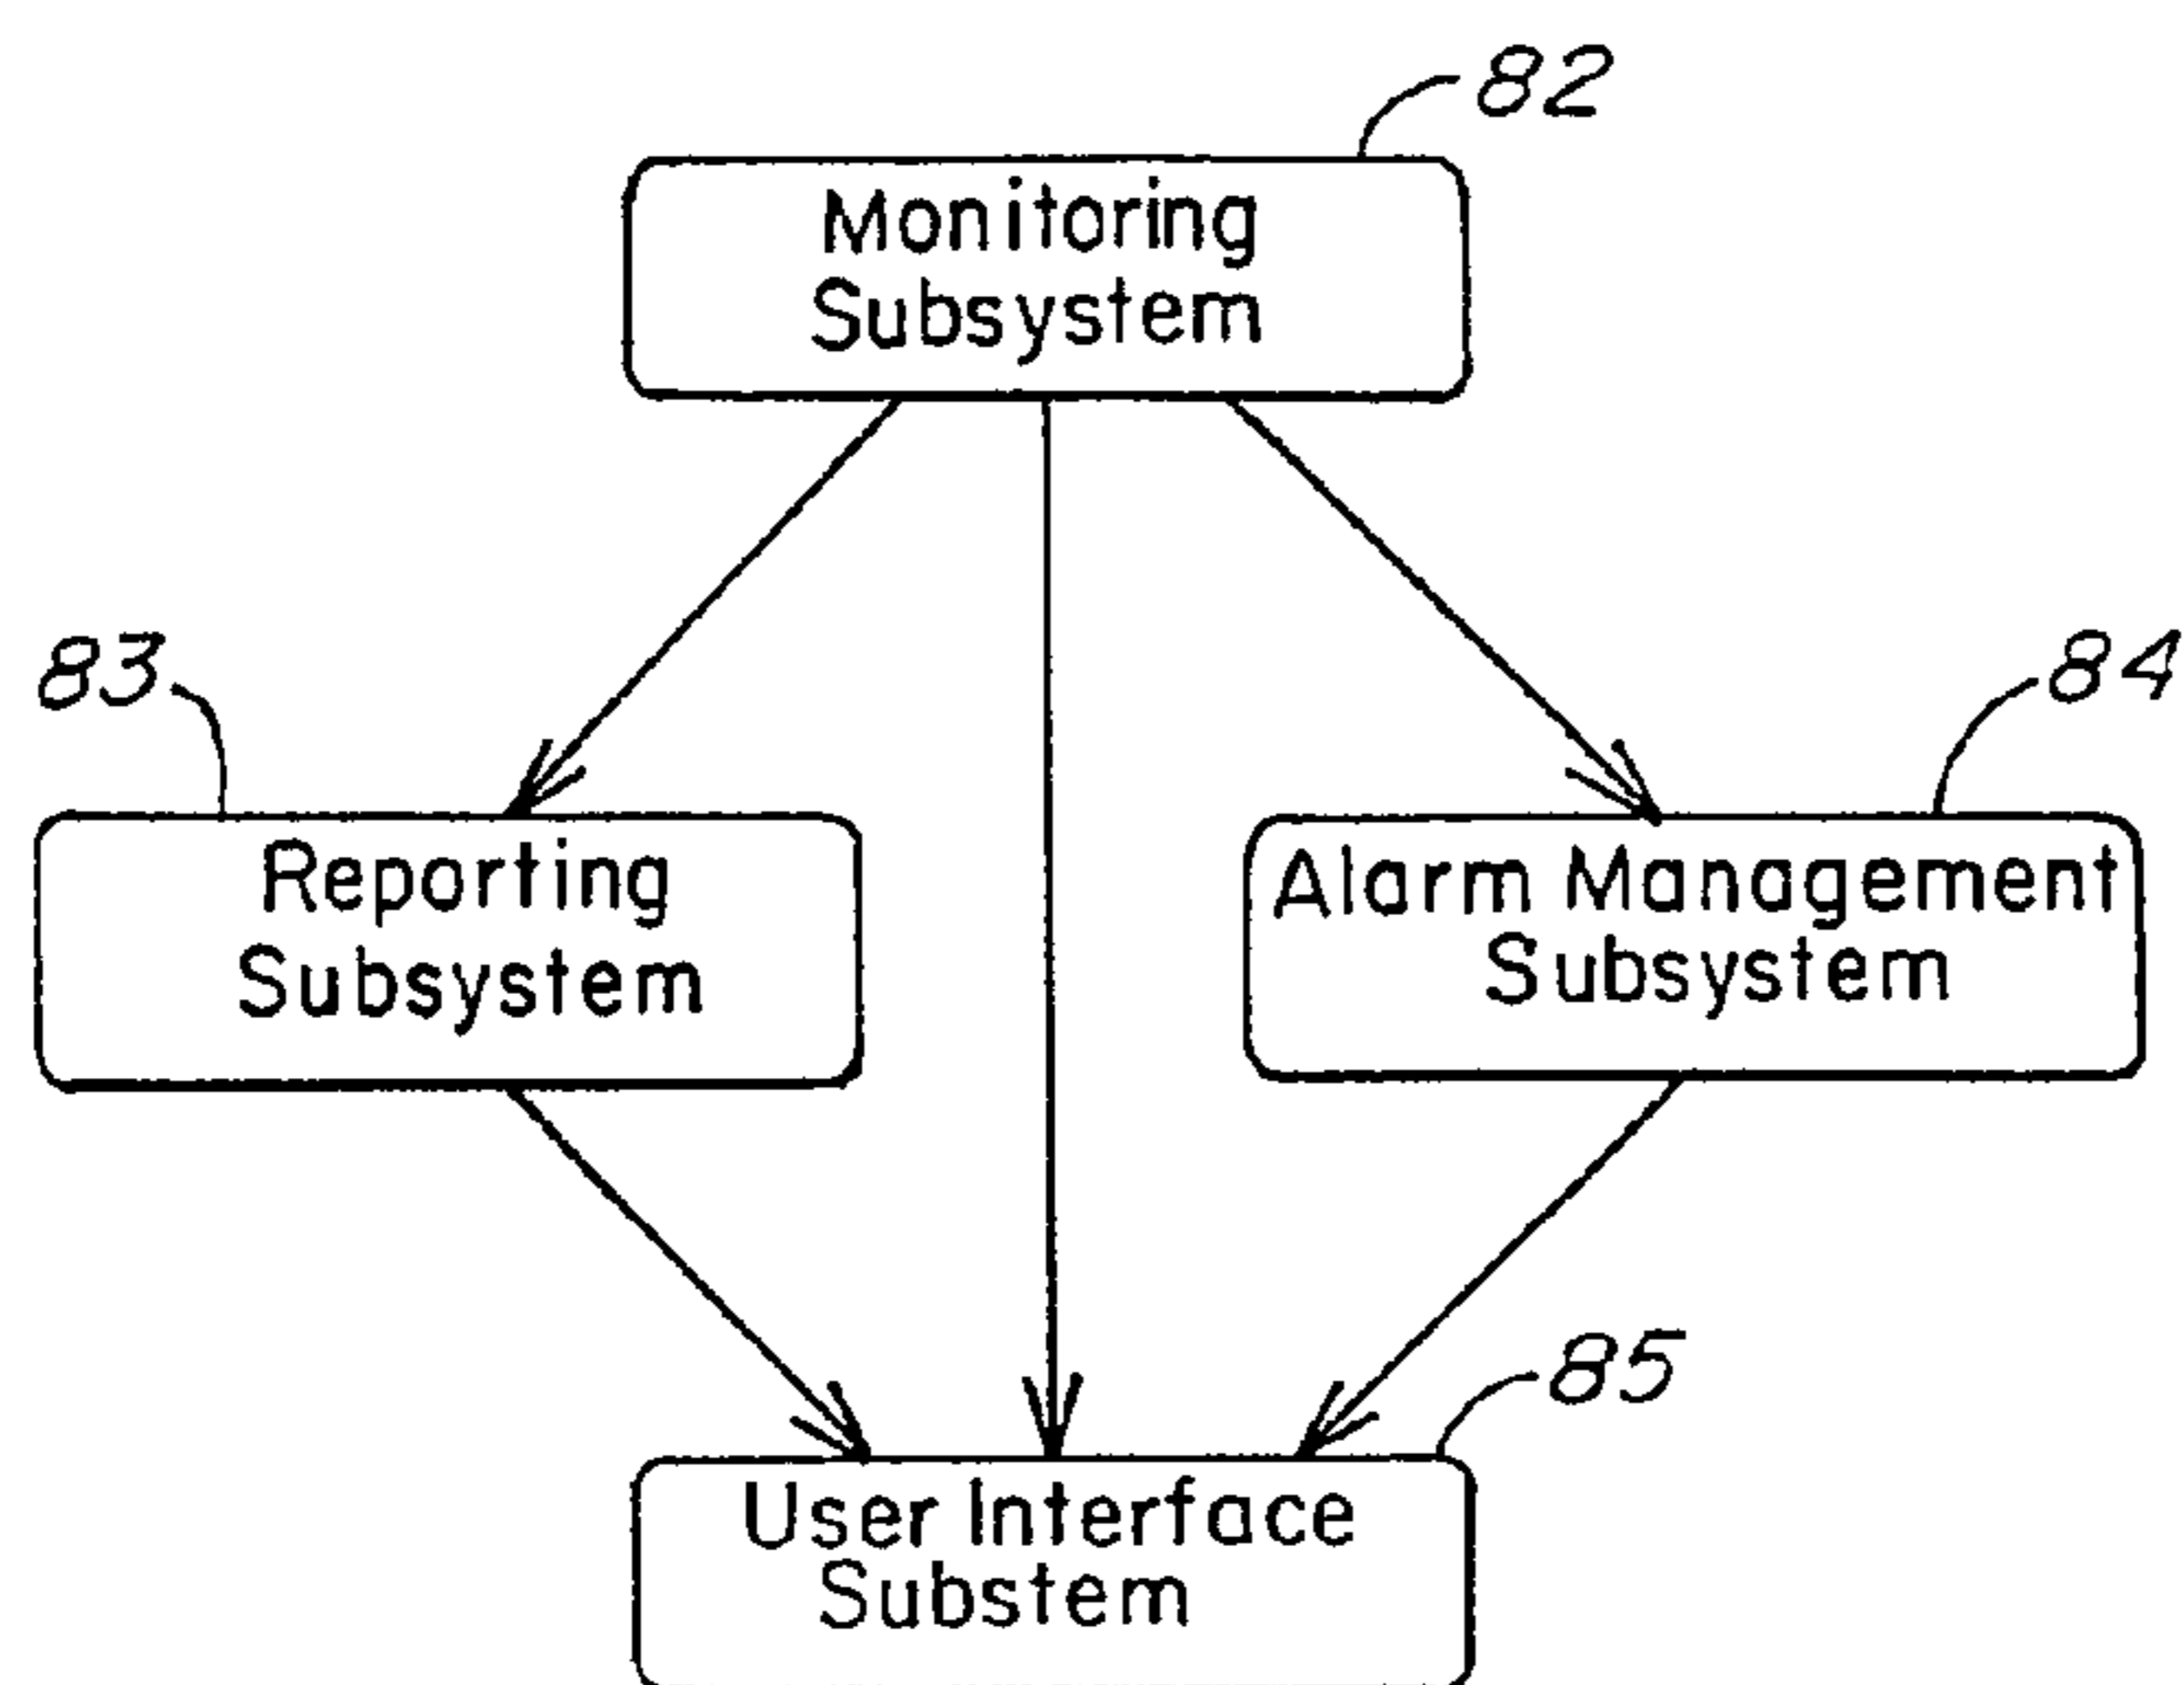 82
Monitoring
Subsystem
83
84
Reporting
Subsystem
Alarm Management
Subsystem
85
User Interface
Substem